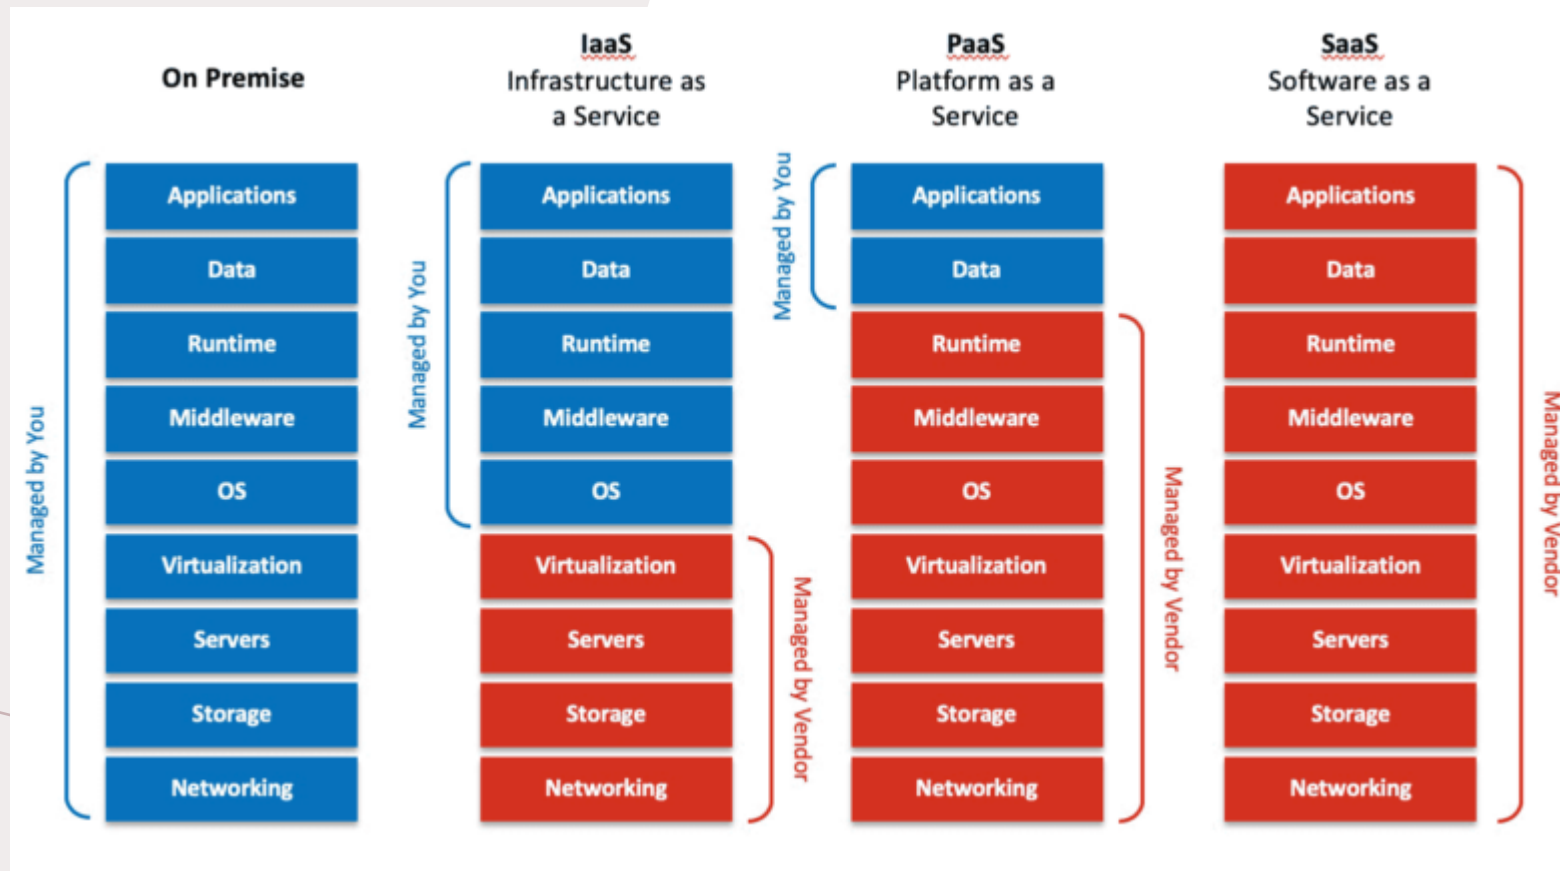 On Premise
Managed by You
Applications
Data
Runtime
Middleware
OS
Virtualization
Servers
Storage
Networking
IaaS
Infrastructure as
a Service
Managed by You
Applications
Data
Runtime
Middleware
OS
Virtualization
Servers
Storage
Networking
Managed by Vendor
PaaS
Platform as a
Service
Managed by You
Applications
Data
Runtime
Middleware
OS
Virtualization
Servers
Storage
Networking
Managed by Vendor
SaaS
Software as a
Service
Applications
Data
Runtime
Middleware
OS
Virtualization
Servers
Storage
Networking
Managed by Vendor